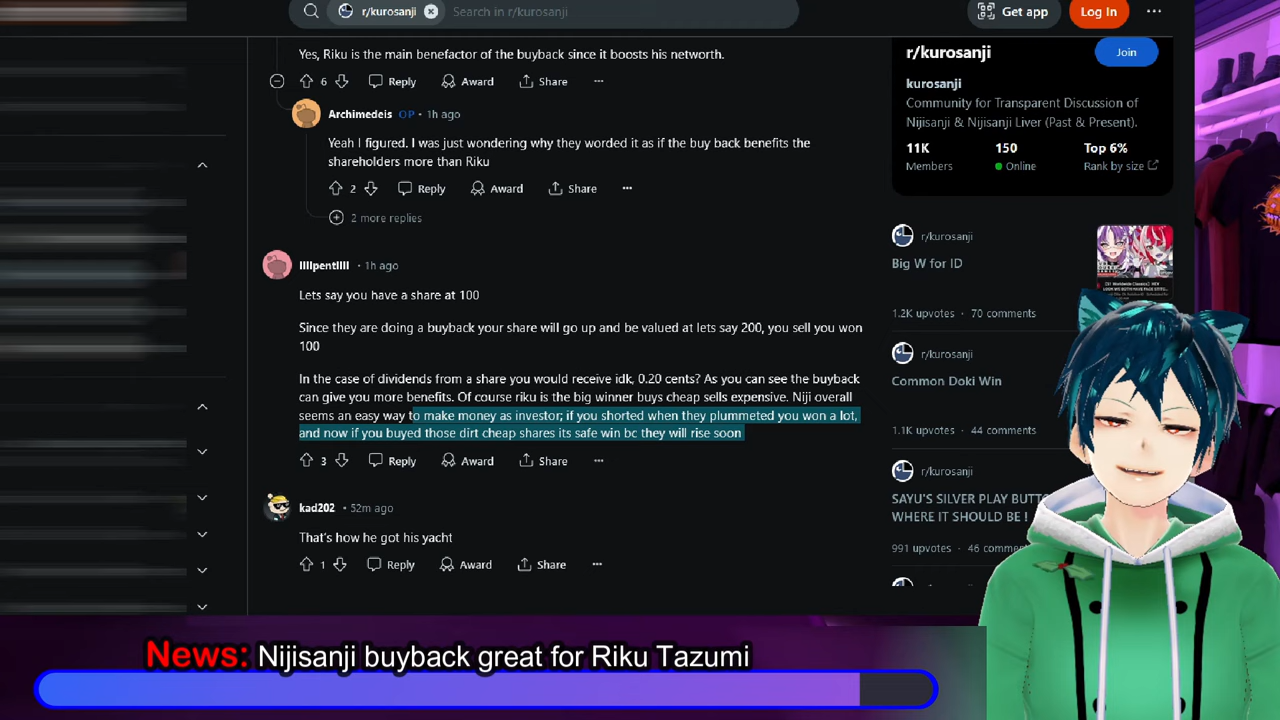 r/kurosanji
Search in r/kurosanji
Get app
Log In
Yes, Riku is the main benefactor of the buyback since it boosts his networth.
6
Reply
Award
Share
Archimedeis OP • 1h ago
Yeah I figured. I was just wondering why they worded it as if the buy back benefits the
shareholders more than Riku
2
Reply
Award
Share
2 more replies
• 1h ago
Lets say you have a share at 100
Since they are doing a buyback your share will go up and be valued at lets say 200, you sell you won
100
In the case of dividends from a share you would receive idk, 0.20 cents? As you can see the buyback
can give you more benefits. Of course riku is the big winner buys cheap sells expensive. Niji overall
seems an easy way to make money as investor; if you shorted when they plummeted you won a lot,
and now if you buyed those dirt cheap shares its safe win bc they will rise soon
3
Reply
Award
Share
kad202 • 52m ago
That's how he got his yacht
1
Reply
Award
Share
r/kurosanji
Join
kurosanji
Community for Transparent Discussion of
Nijisanji & Nijisanji Liver (Past & Present).
11K
150
Top 6%
Members
Online
Rank by size
r/kurosanji
Big W for ID
1.2K upvotes • 70 comments
r/kurosanji
Common Doki Win
1.1K upvotes • 44 comments
r/kurosanji
SAYU'S SILVER PLAY BUTTO
WHERE IT SHOULD BE !
991 upvotes • 46 comme
News: Nijisanji buyback great for Riku Tazumi